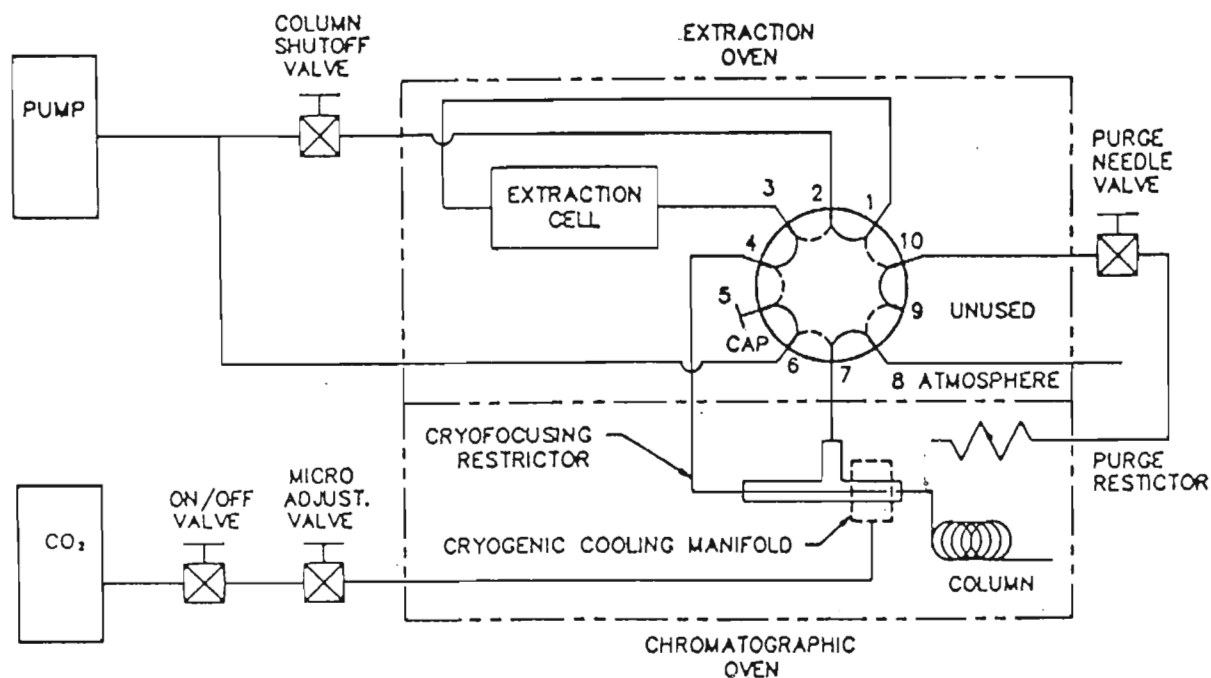 COLUMN
SHUTOFF
VALVE
EXTRACTION
OVEN
PUMP
PURGE
NEEDLE
VALVE
EXTRACTION
CELL
3
2
1
10
4
5
CAP
9
UNUSED
6
7
8 ATMOSPHERE
CRYOFOCUSING
RESTRICTOR
PURGE
RESTICTOR
ON/OFF
VALVE
MICRO
ADJUST.
VALVE
CO₂
CRYOGENIC COOLING MANIFOLD
COLUMN
CHROMATOGRAPHIC
OVEN